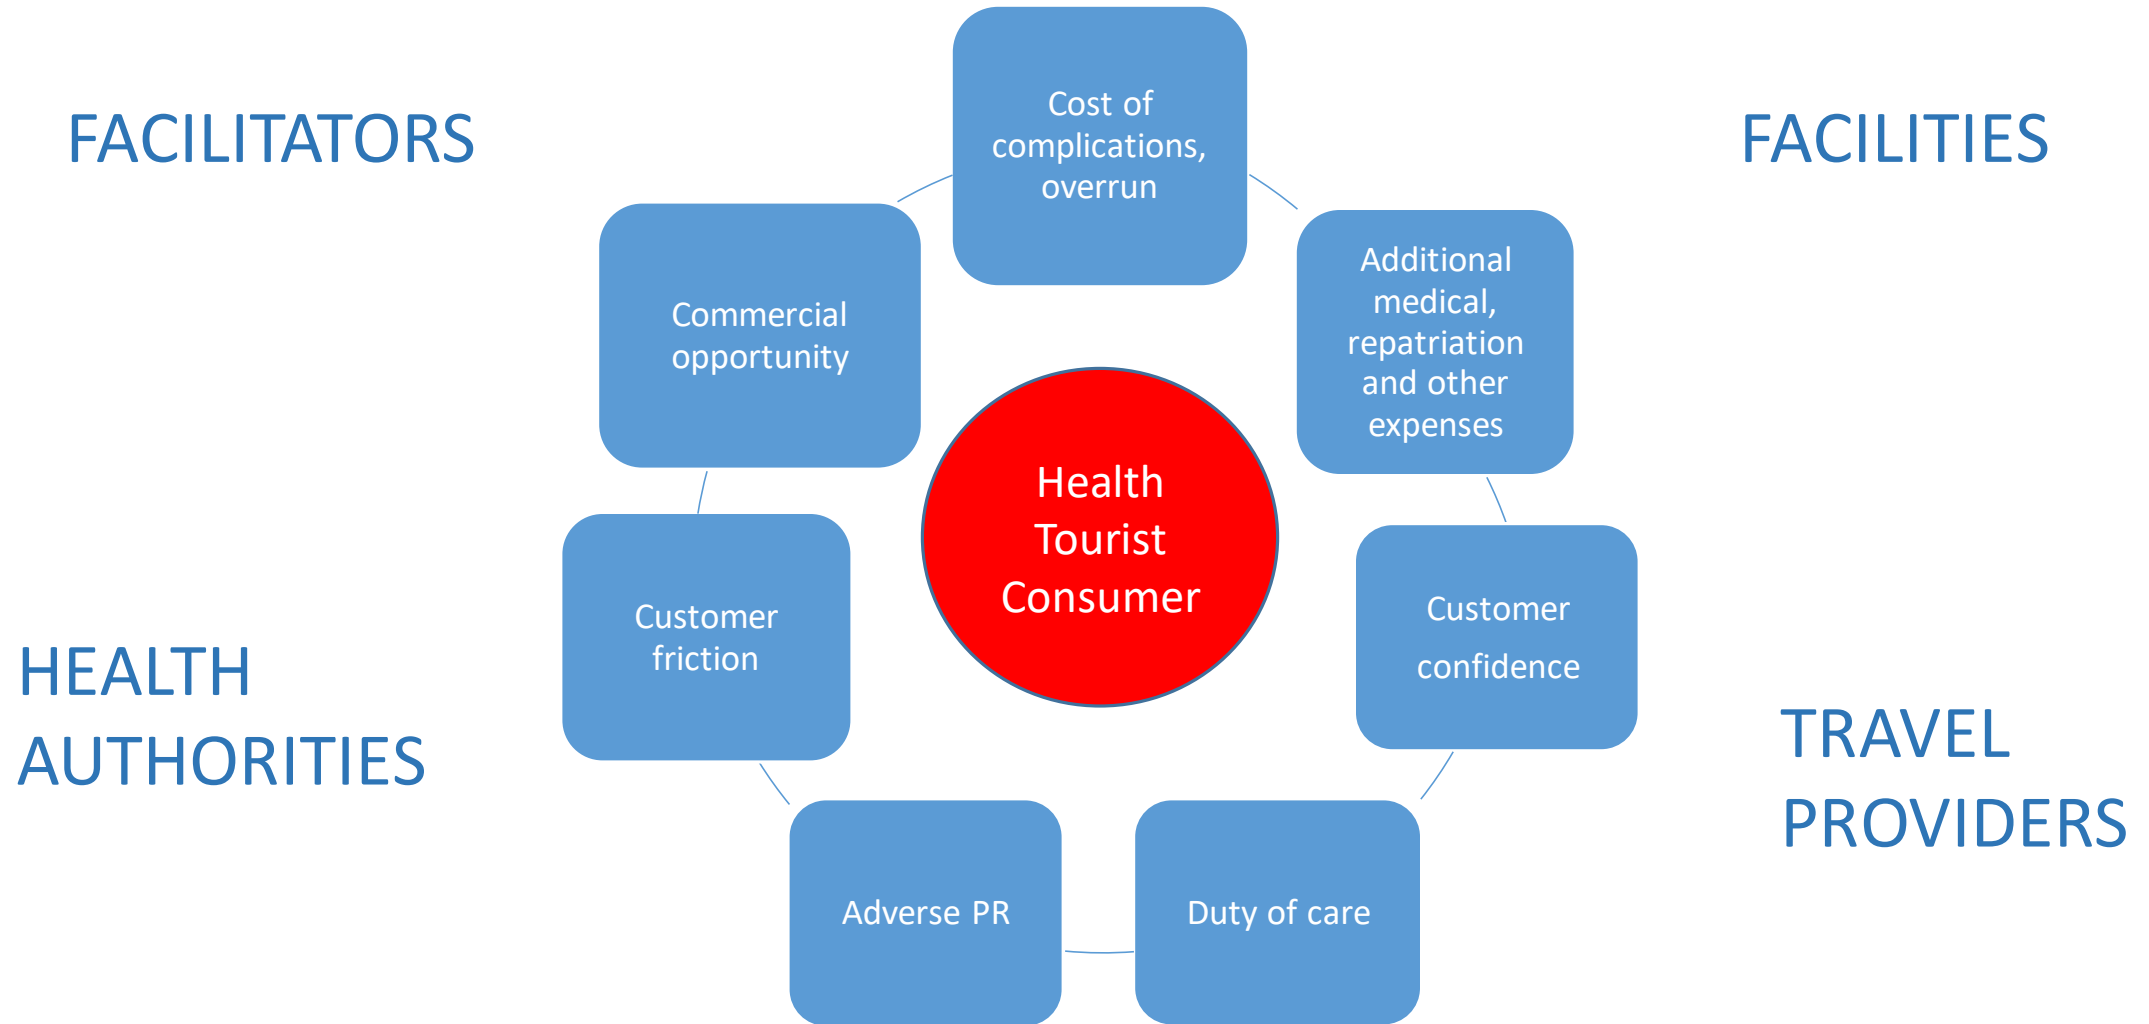 FACILITATORS
FACILITIES
Cost of
complications,
overrun
Additional
medical,
repatriation
and other
expenses
Customer
confidence
Duty of care
Adverse PR
Customer
friction
Commercial
opportunity
Health
Tourist
Consumer
HEALTH
AUTHORITIES
TRAVEL
PROVIDERS